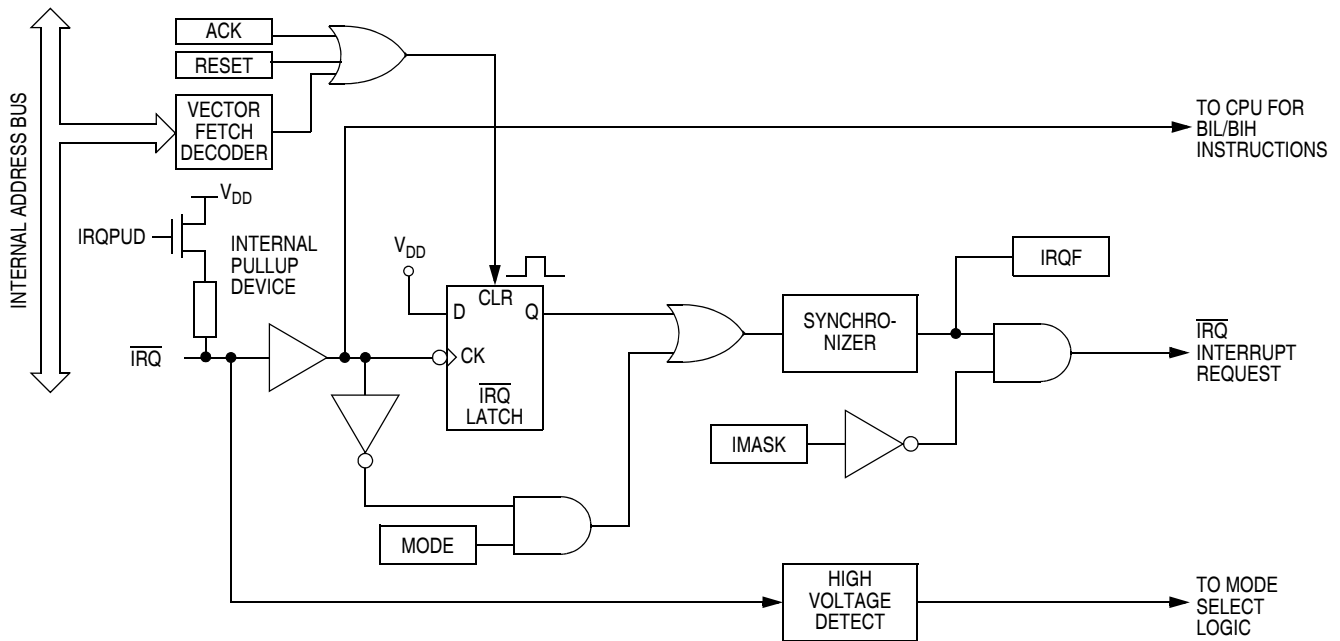 INTERNAL ADDRESS BUS
ACK
RESET
VECTOR
FETCH
DECODER
TO CPU FOR
BIL/BIH
INSTRUCTIONS
VDD
IRQPUD
INTERNAL
PULLUP
DEVICE
VDD
CLR
D
Q
CK
IRQ
LATCH
IRQ
SYNCHRO-
NIZER
IRQF
IRQ
INTERRUPT
REQUEST
IMASK
MODE
HIGH
VOLTAGE
DETECT
TO MODE
SELECT
LOGIC